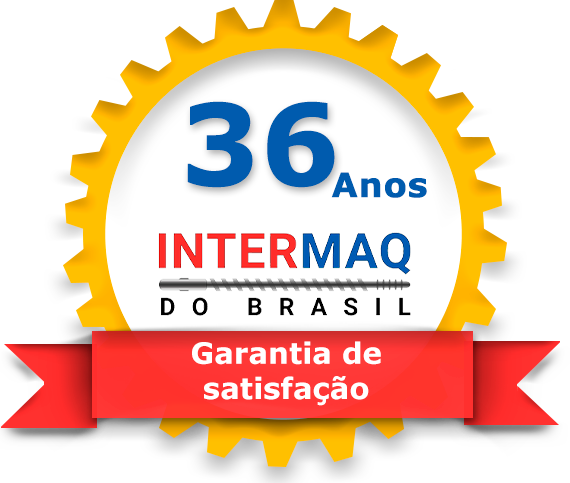 36
Anos
INTERMAQ
DO BRASIL
Garantia de
satisfação